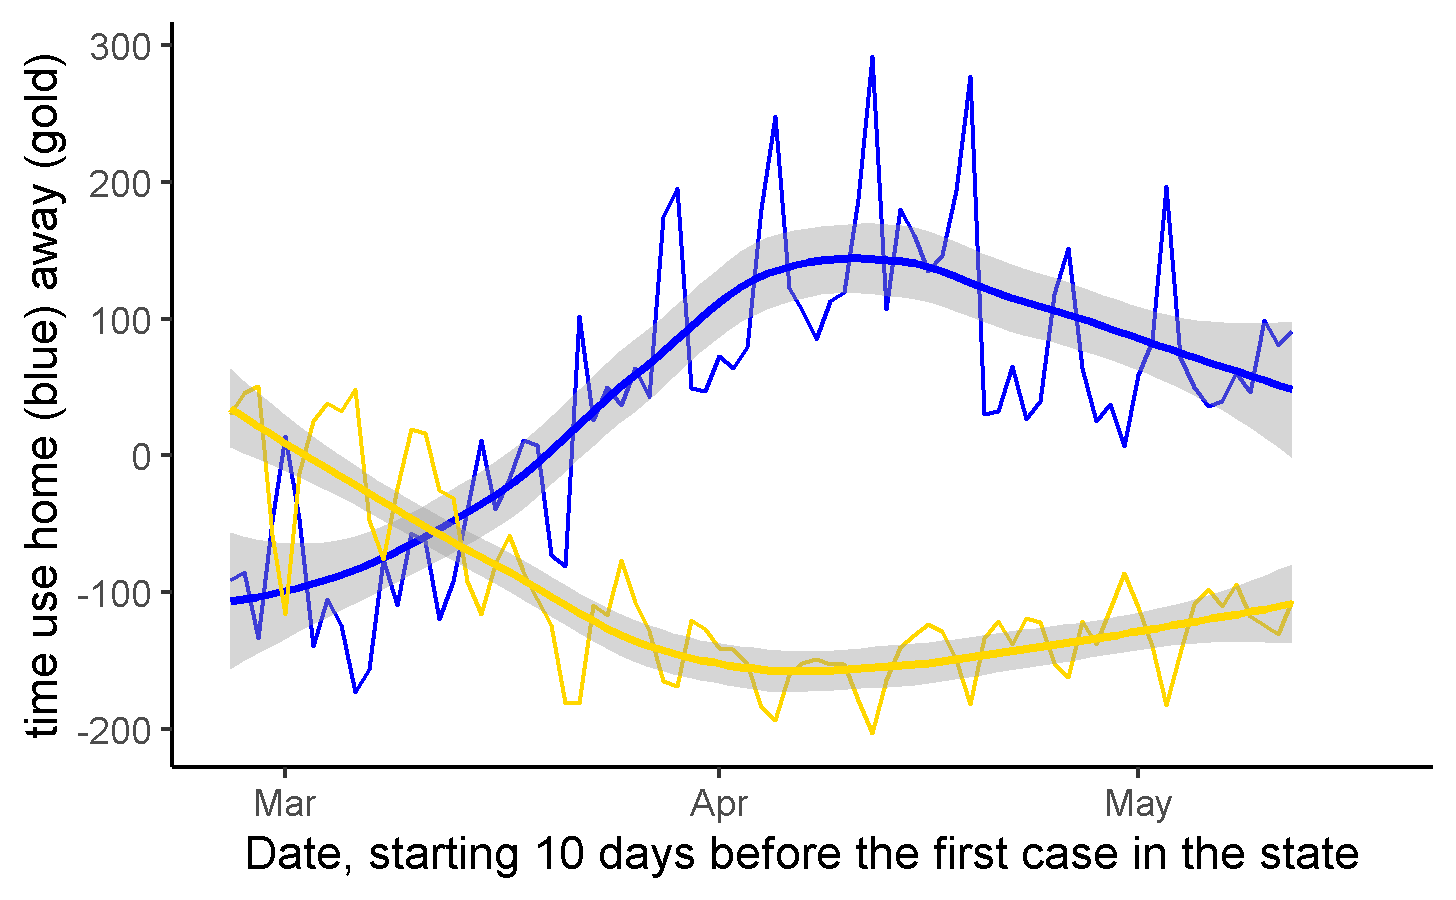 time use home (blue) away (gold)
300
200
100
0
-100
-200
Mar Apr May
Date, starting 10 days before the first case in the state